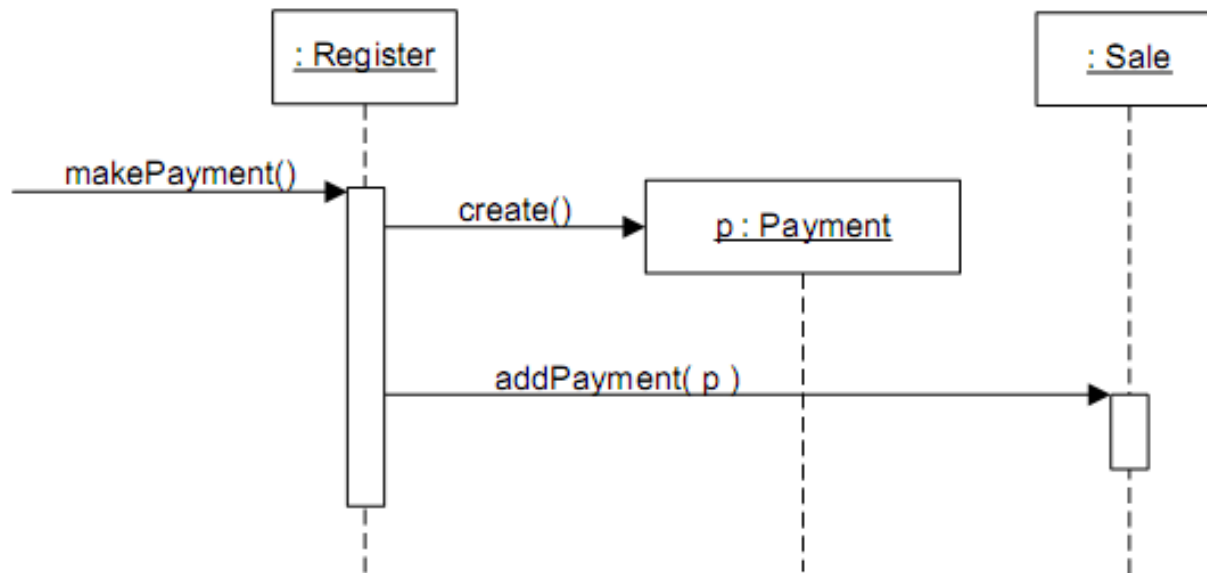 : Register
: Sale
makePayment()
create()
p : Payment
addPayment( p )